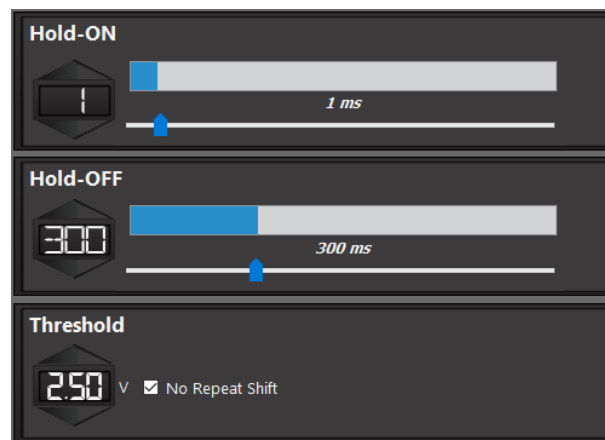 Hold-ON
1
1 ms
Hold-OFF
300
300 ms
Threshold
2.50 V No Repeat Shift